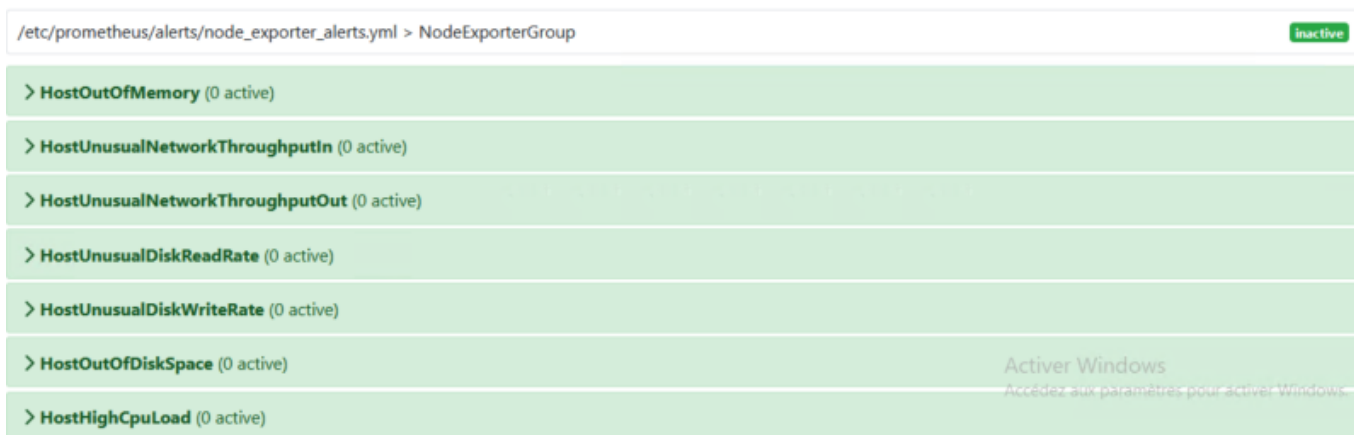 /etc/prometheus/alerts/node_exporter_alerts.yml > NodeExporterGroup inactive
> HostOutOfMemory (0 active)
> HostUnusualNetworkThroughputIn (0 active)
> HostUnusualNetworkThroughputOut (0 active)
> HostUnusualDiskReadRate (0 active)
> HostUnusualDiskWriteRate (0 active)
> HostOutOfDiskSpace (0 active)
Activer Windows
Accédez aux paramètres pour activer Windows.
> HostHighCpuLoad (0 active)